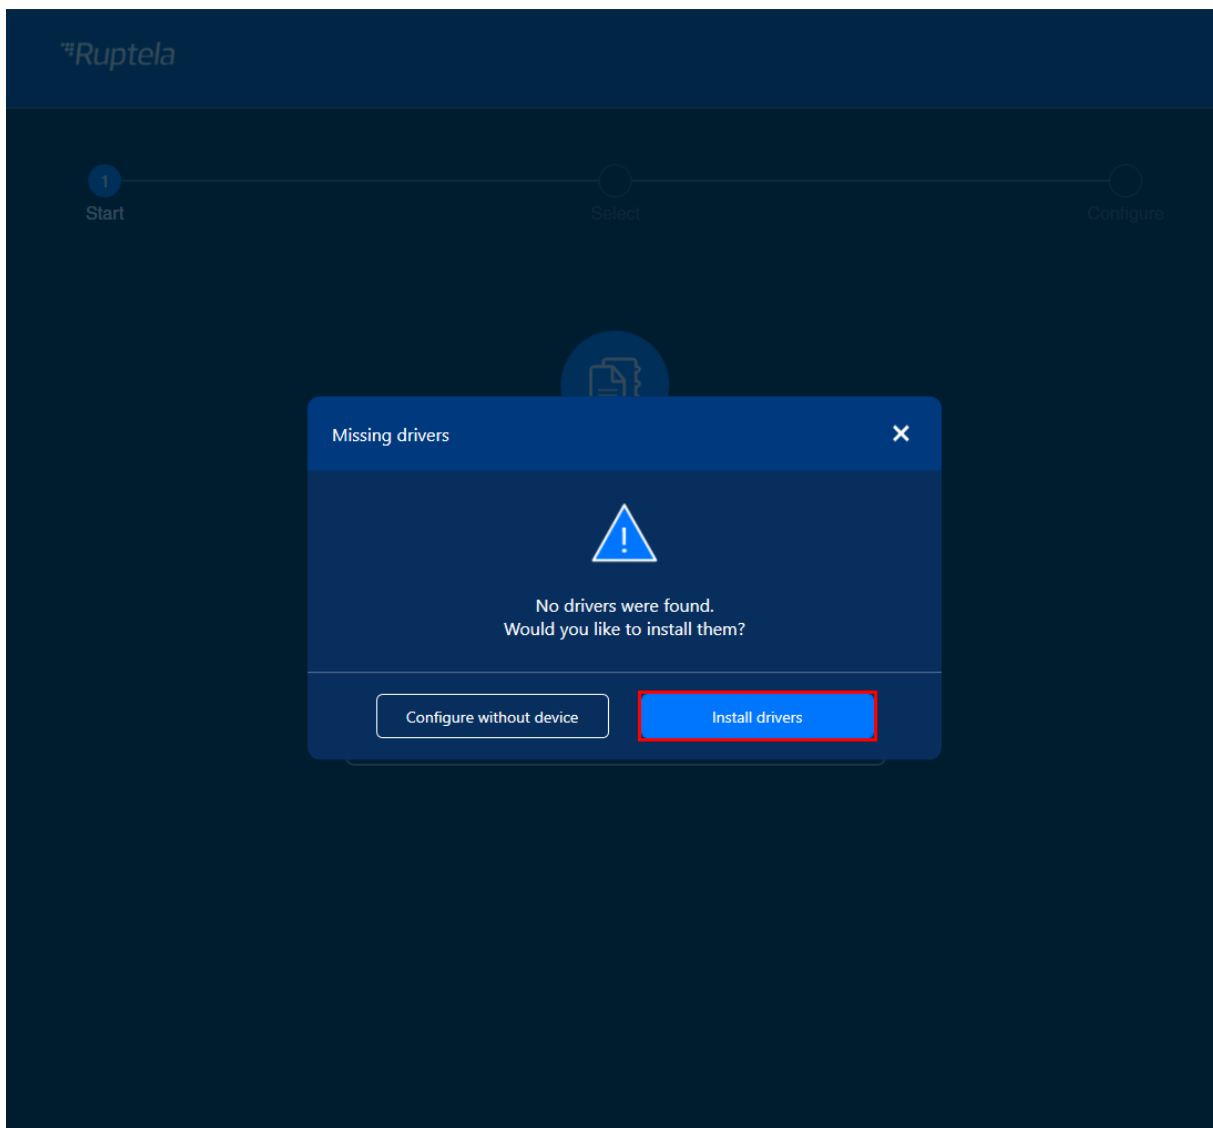 Ruptela
1
Start
Select
Configure
Missing drivers
No drivers were found.
Would you like to install them?
Configure without device
Install drivers